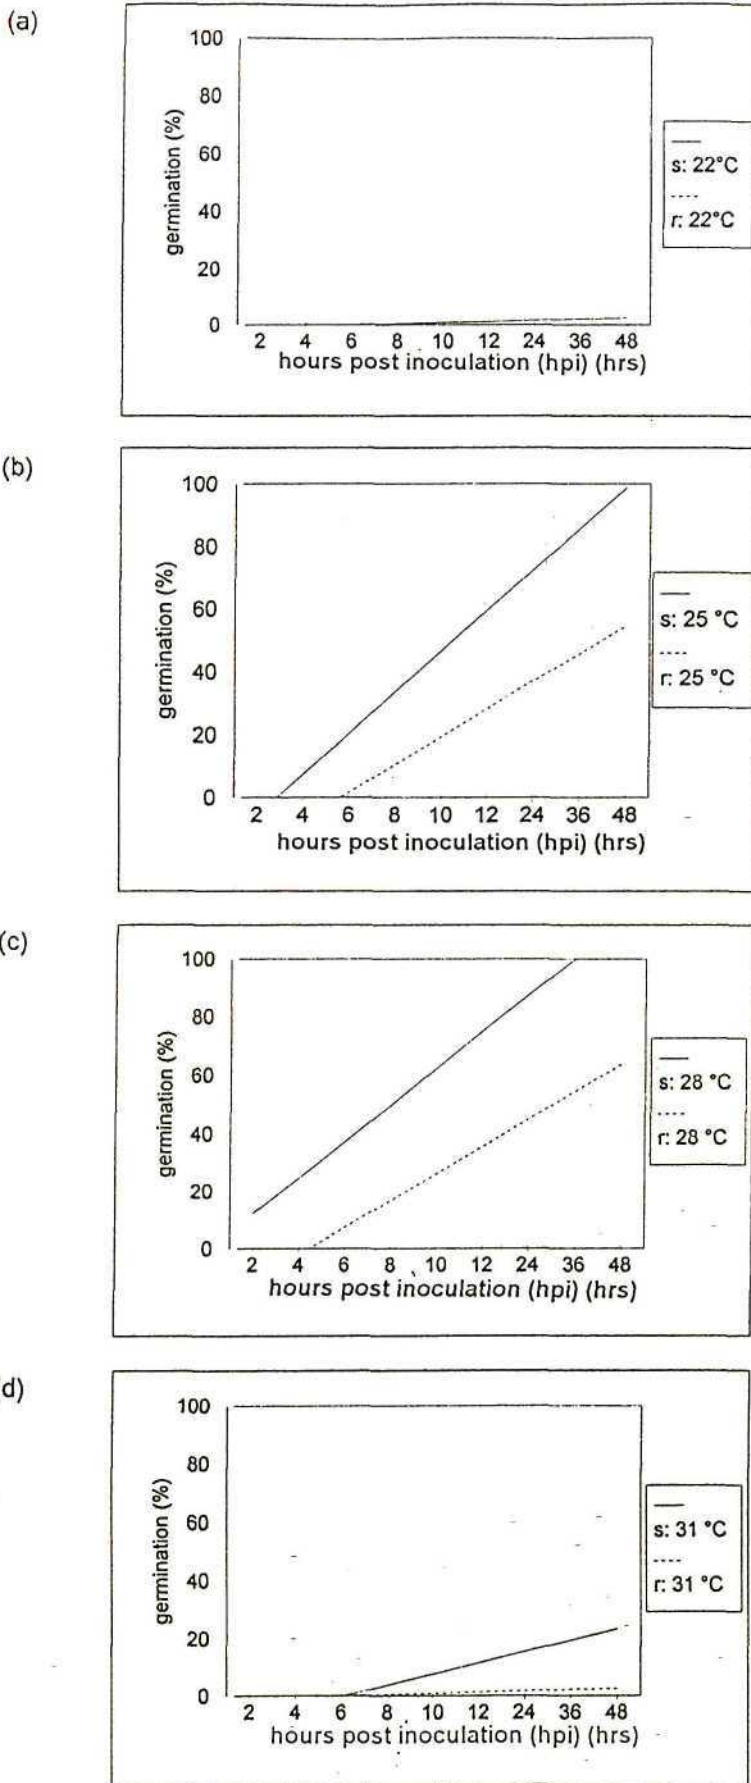 (a)
100
80
60
40
20
0
germination (%)
2 4 6 8 10 12 24 36 48
hours post inoculation (hpi) (hrs)
s: 22°C
r: 22°C
(b)
100
80
60
40
20
0
germination (%)
2 4 6 8 10 12 24 36 48
hours post inoculation (hpi) (hrs)
s: 25 °C
r: 25 °C
(c)
100
80
60
40
20
0
germination (%)
2 4 6 8 10 12 24 36 48
hours post inoculation (hpi) (hrs)
s: 28 °C
r: 28 °C
d)
100
80
60
40
20
0
germination (%)
2 4 6 8 10 12 24 36 48
hours post inoculation (hpi) (hrs)
s: 31 °C
r: 31 °C